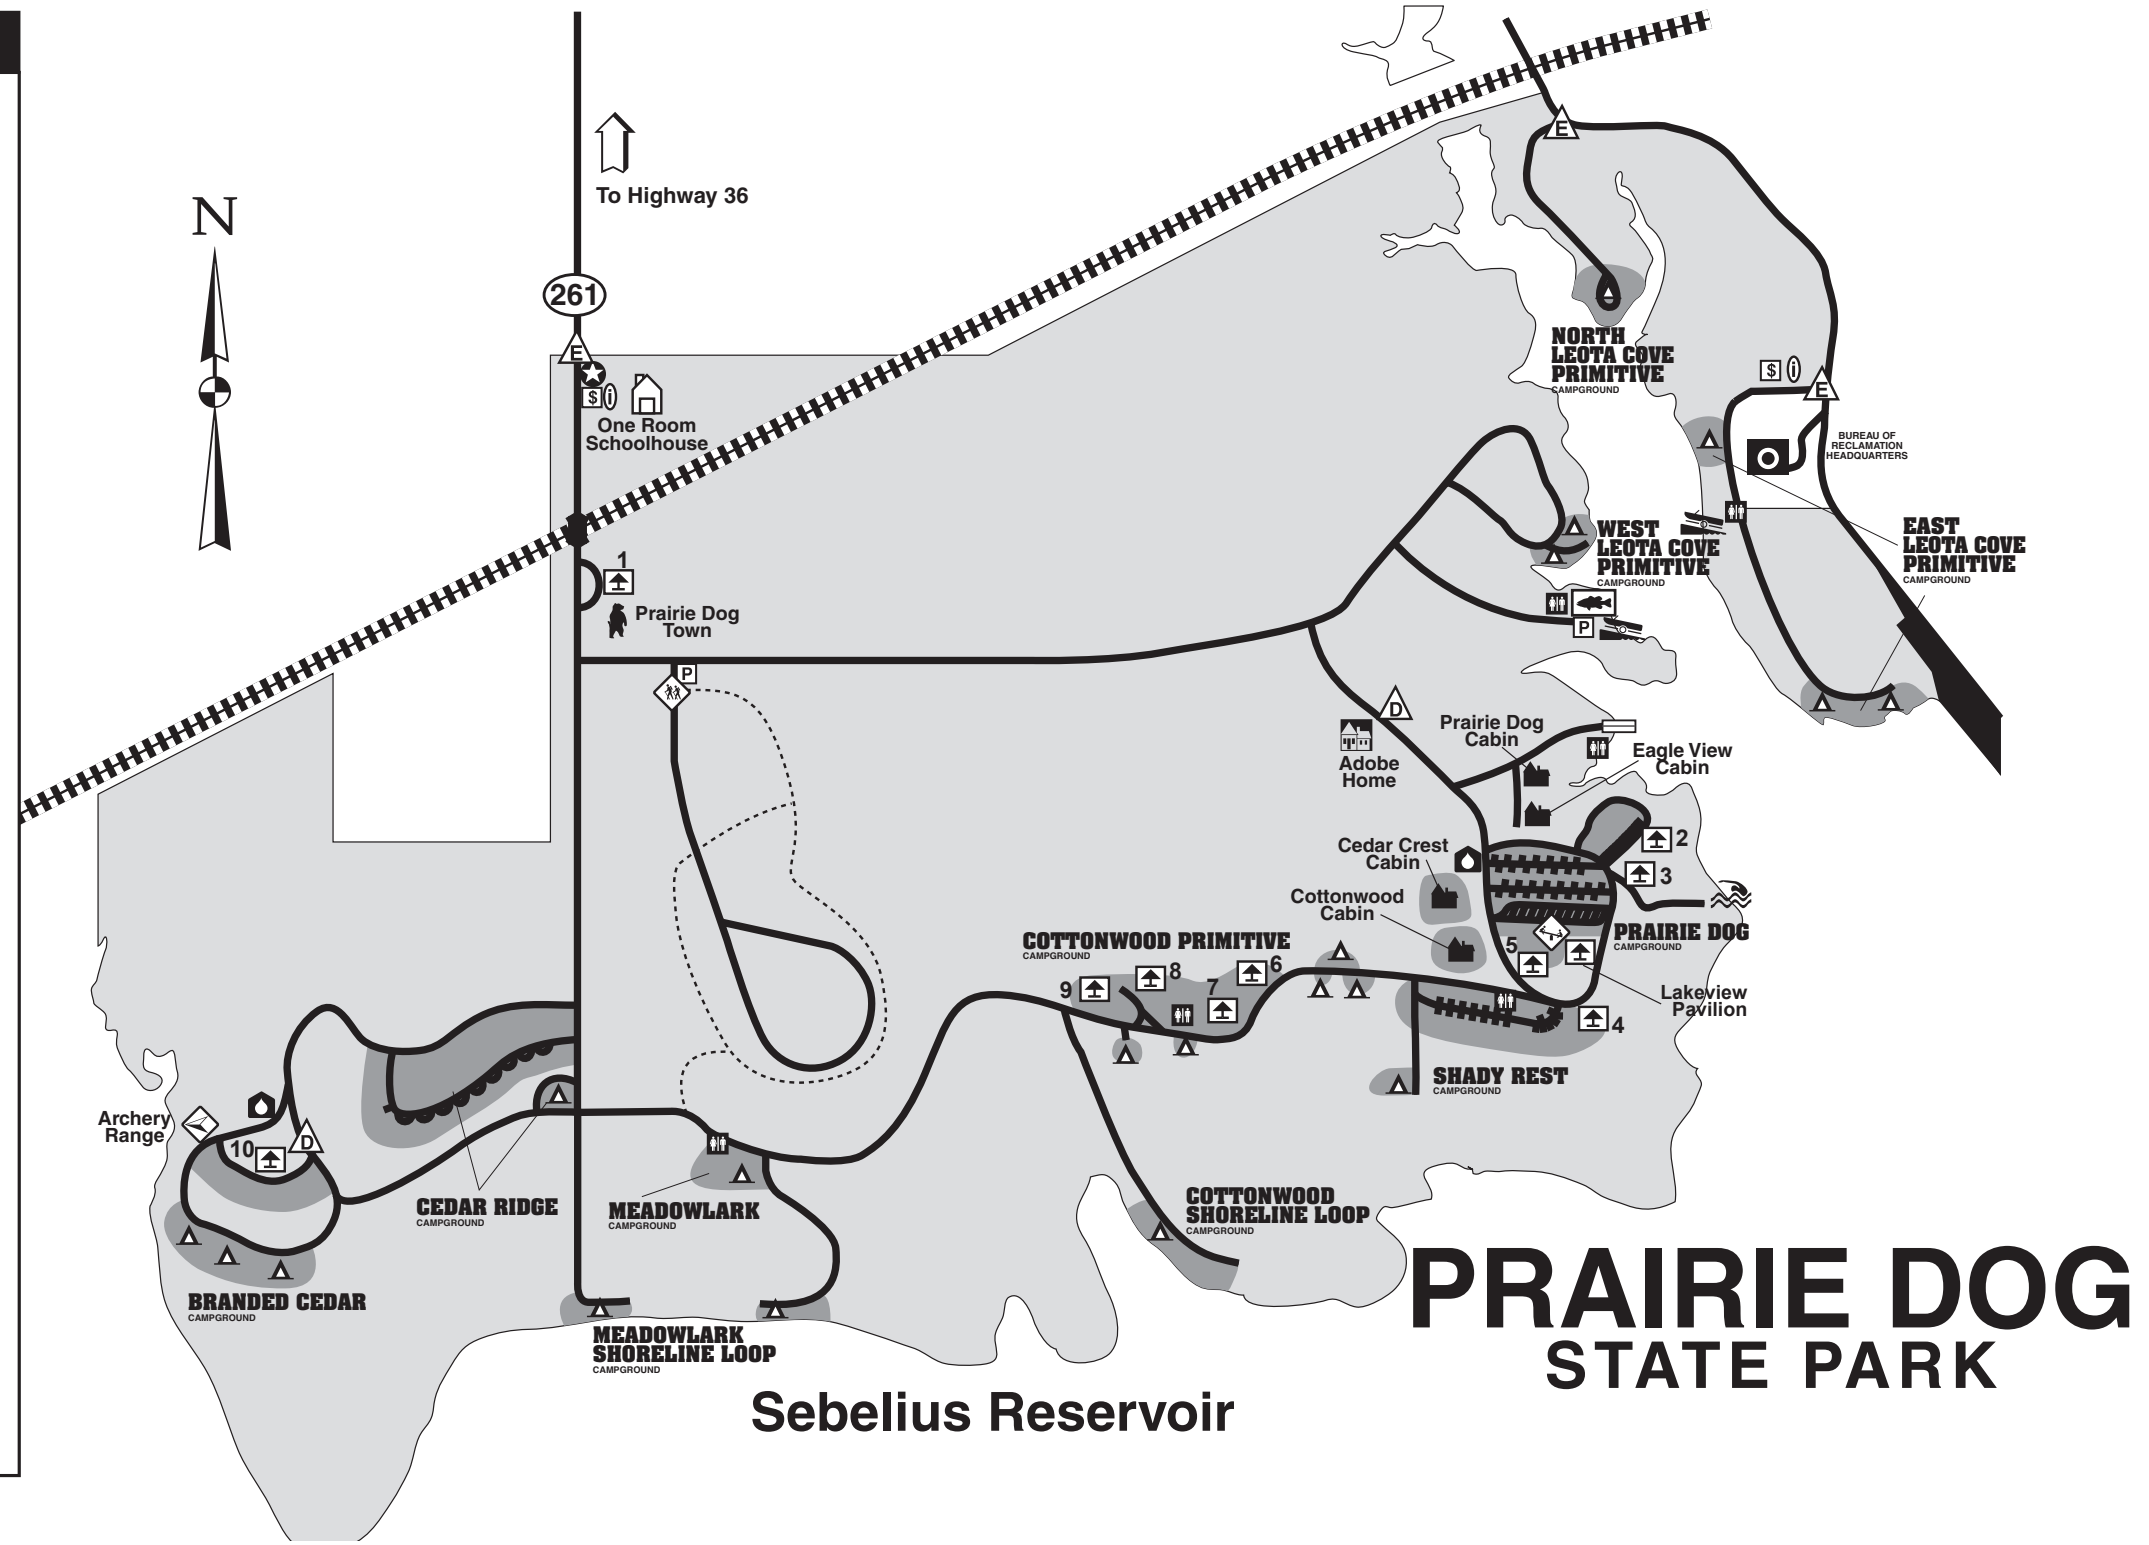 N
To Highway 36
261
E
E
$ i
One Room
Schoolhouse
NORTH
LEOTA COVE
PRIMITIVE
CAMPGROUND
$ i
E
BUREAU OF
RECLAMATION
HEADQUARTERS
WEST
LEOTA COVE
PRIMITIVE
CAMPGROUND
EAST
LEOTA COVE
PRIMITIVE
CAMPGROUND
1
Prairie Dog
Town
P
P
D
Adobe
Home
Prairie Dog
Cabin
Eagle View
Cabin
Cedar Crest
Cabin
Cottonwood
Cabin
2
3
PRAIRIE DOG
CAMPGROUND
5
Lakeview
Pavilion
4
COTTONWOOD PRIMITIVE
CAMPGROUND
9
8
7
6
SHADY REST
CAMPGROUND
Archery
Range
10
D
CEDAR RIDGE
CAMPGROUND
MEADOWLARK
CAMPGROUND
COTTONWOOD
SHORELINE LOOP
CAMPGROUND
BRANDED CEDAR
CAMPGROUND
MEADOWLARK
SHORELINE LOOP
CAMPGROUND
PRAIRIE DOG
STATE PARK
Sebelius Reservoir